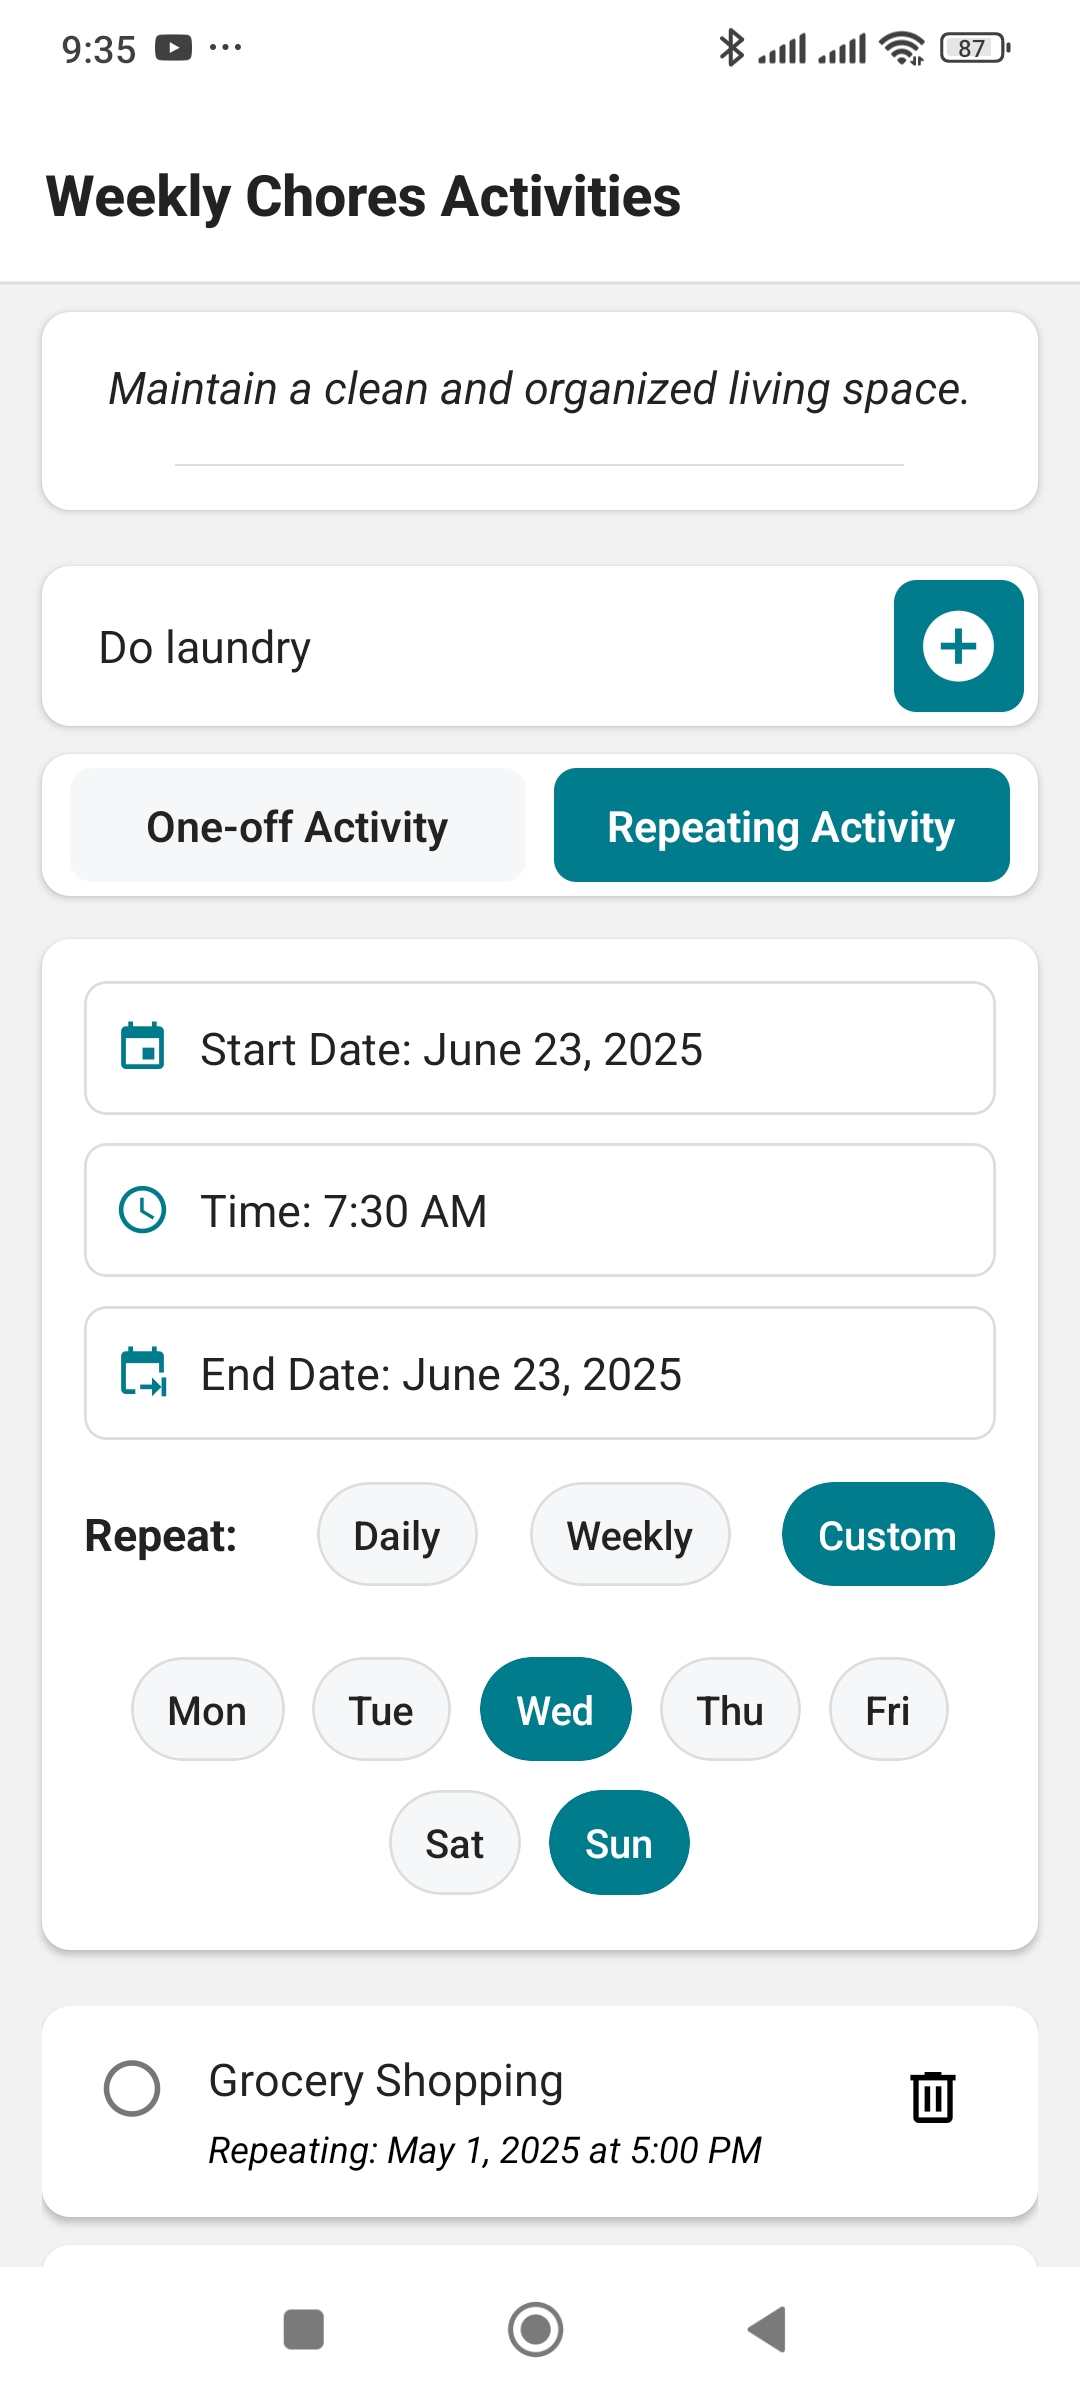 9:35
87
Weekly Chores Activities
Maintain a clean and organized living space.
Do laundry
One-off Activity
Repeating Activity
Start Date: June 23, 2025
Time: 7:30 AM
End Date: June 23, 2025
Repeat: Daily Weekly Custom
Mon Tue Wed Thu Fri
Sat Sun
Grocery Shopping
Repeating: May 1, 2025 at 5:00 PM